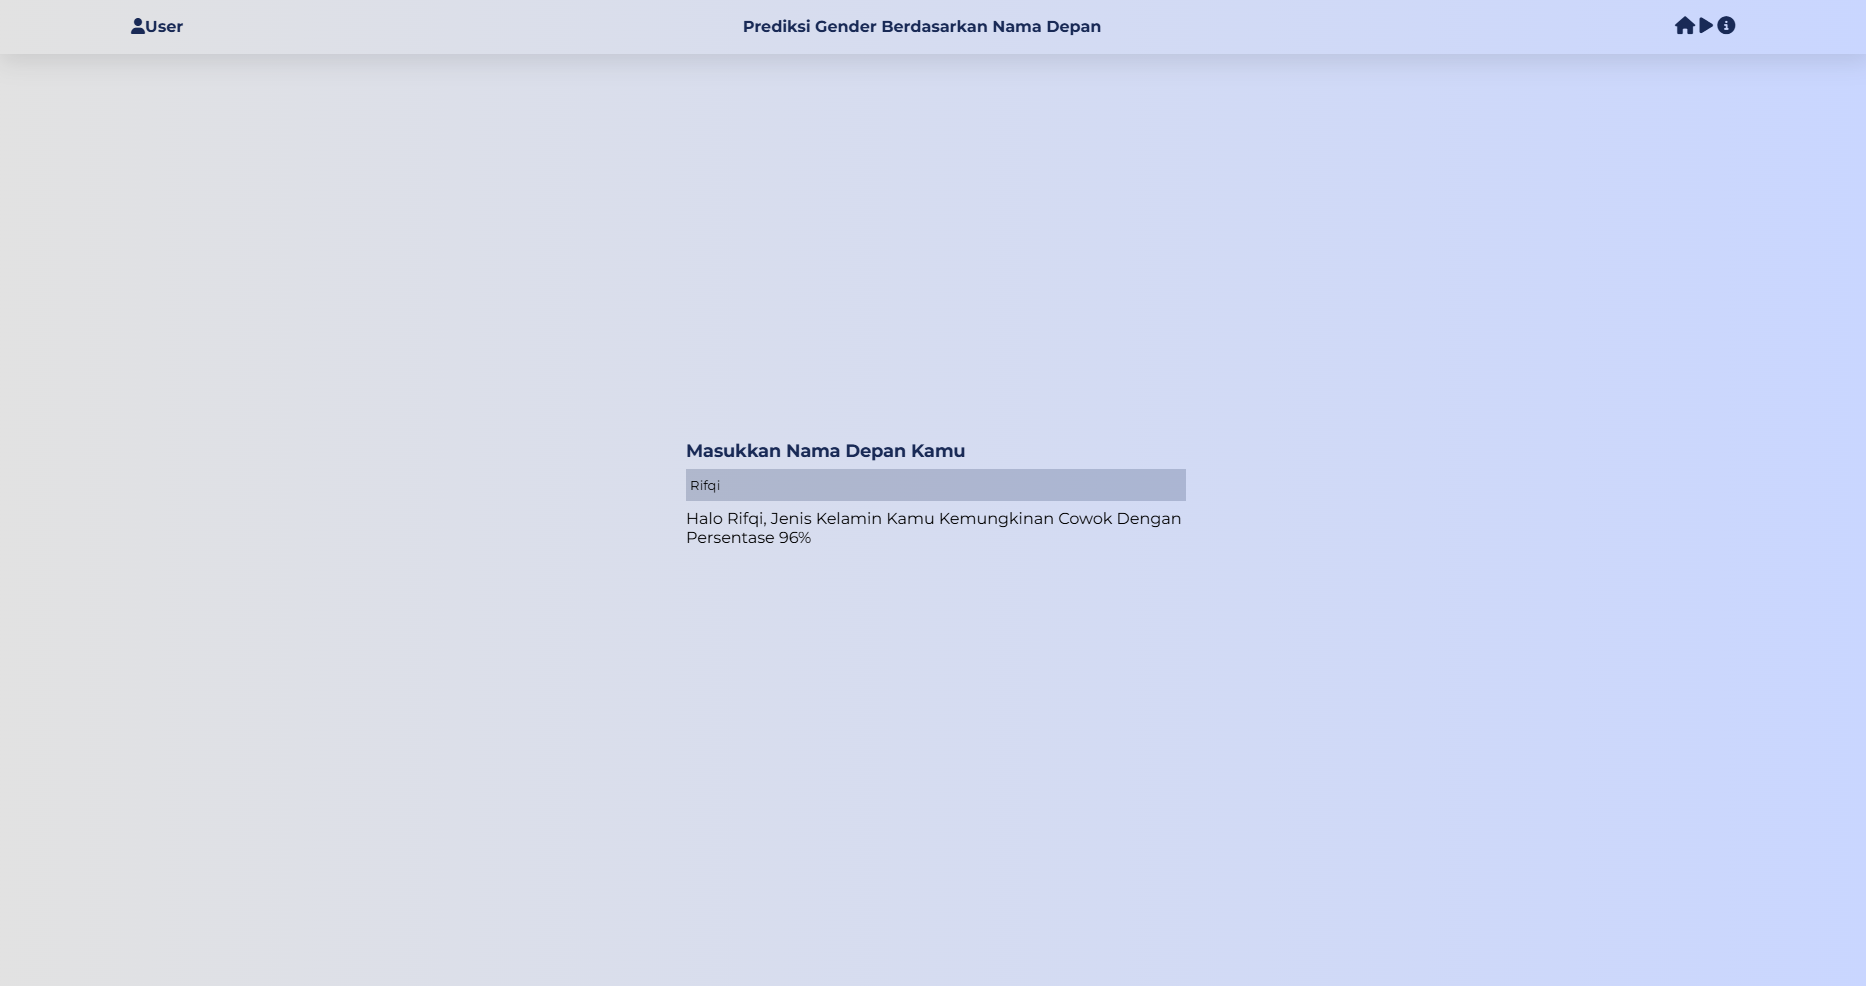 User
Prediksi Gender Berdasarkan Nama Depan
Masukkan Nama Depan Kamu
Rifqi
Halo Rifqi, Jenis Kelamin Kamu Kemungkinan Cowok Dengan
Persentase 96%